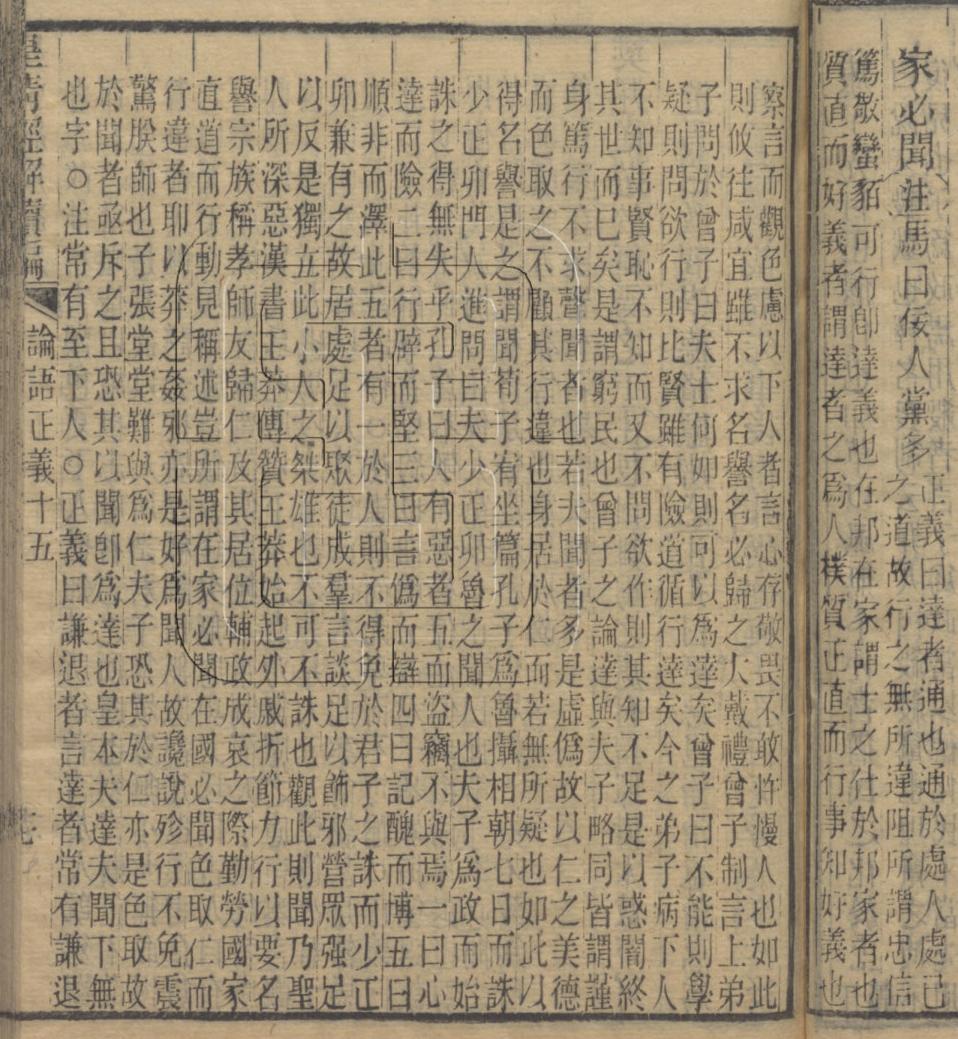 家必聞注馬曰佞人黨多正義曰達者通也通於處人處己
之道故行之無所違阻所謂忠信
篤敬蠻貊可行卽達義也在邦在家謂士之仕於邦家者也
質直而好義者謂達者之爲人樸質正直而行事知好義也
察言而觀色慮以下人者言心存敬畏不敢忤慢人也如此
則攸往咸宜雖不求名譽名必歸之大戴禮曾子制言上弟
子問於曾子曰夫士何如則可以爲達矣曾子曰不能則學
疑則問欲行則比賢雖有險道循行達矣今之弟子病下人
不知事賢恥不知而又不問欲作則其知不足是以惑闇終
其世而已矣是謂窮民也曾子之論達與夫子略同皆謂謹
身篤行不求聲聞者也若夫聞者多是虛僞故以仁之美德
而色取之不顧其行違也身居於仁而若無所疑也如此以
得名譽是之謂聞荀子宥坐篇孔子爲魯攝相朝七日而誅
少正卯門人進問曰夫少正卯魯之聞人也夫子爲政而始
誅之得無失乎孔子曰人有惡者五而盜竊不與焉一曰心
達而險二曰行辟而堅三曰言僞而辯四曰記醜而博五曰
順非而澤此五者有一於人則不得免於君子之誅而少正
卯兼有之故居處足以聚徒成羣言談足以飾邪營眾强足
以反是獨立此小人之桀雄也不可不誅也觀此則聞乃聖
人所深惡漢書王莽傳贊王莽始起外戚折節力行以要名
譽宗族稱孝師友歸仁及其居位輔政成哀之際勤勞國家
直道而行動見稱述豈所謂在家必聞在國必聞色取仁而
行違者耶以莽之姦邪亦是好爲聞人故讒說殄行不免震
驚朕師也子張堂堂難與爲仁夫子恐其於仁亦是色取故
於聞者亟斥之且恐其以聞卽爲達也皇本夫達夫聞下無
也字○注常有至下人○正義曰謙退者言達者常有謙退
皇清經解續編 論語正義十五